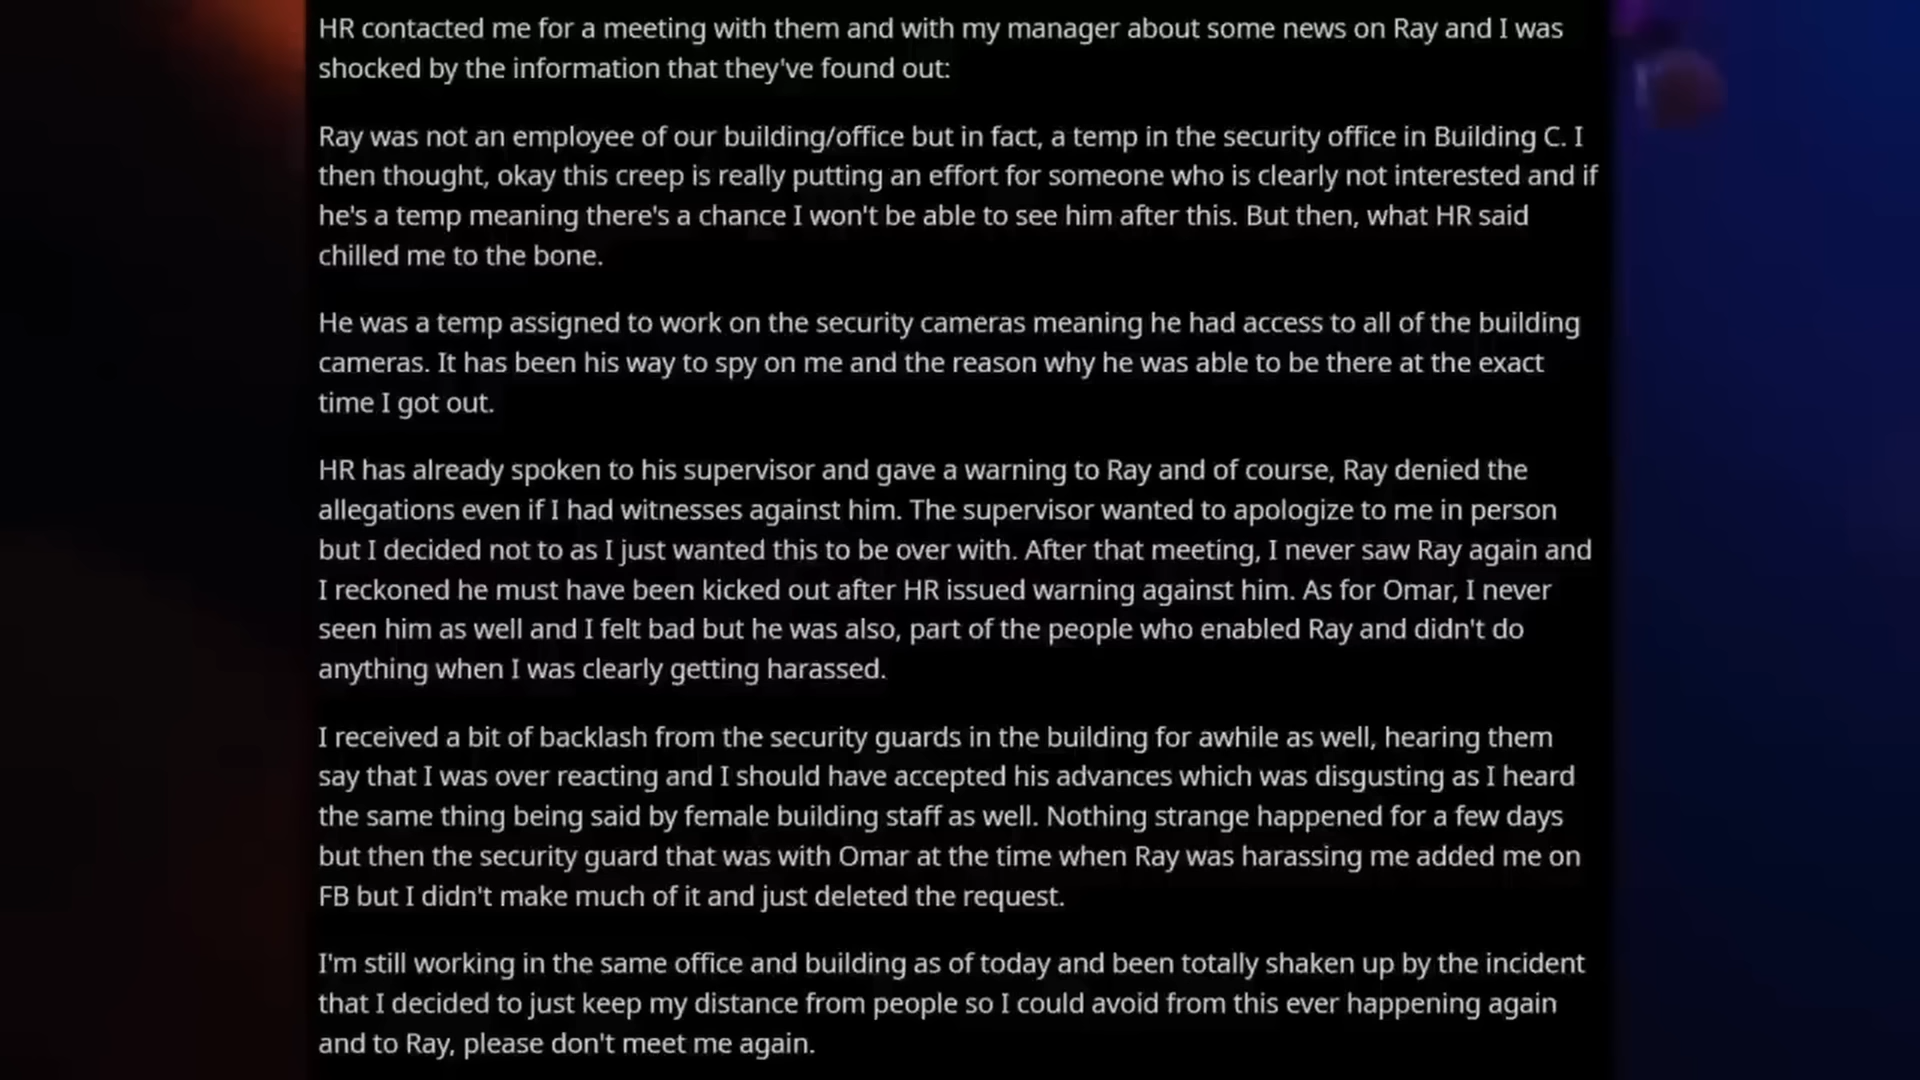 HR contacted me for a meeting with them and with my manager about some news on Ray and I was
shocked by the information that they've found out:
Ray was not an employee of our building/office but in fact, a temp in the security office in Building C. I
then thought, okay this creep is really putting an effort for someone who is clearly not interested and if
he's a temp meaning there's a chance I won't be able to see him after this. But then, what HR said
chilled me to the bone.
He was a temp assigned to work on the security cameras meaning he had access to all of the building
cameras. It has been his way to spy on me and the reason why he was able to be there at the exact
time I got out.
HR has already spoken to his supervisor and gave a warning to Ray and of course, Ray denied the
allegations even if I had witnesses against him. The supervisor wanted to apologize to me in person
but I decided not to as I just wanted this to be over with. After that meeting, I never saw Ray again and
I reckoned he must have been kicked out after HR issued warning against him. As for Omar, I never
seen him as well and I felt bad but he was also, part of the people who enabled Ray and didn't do
anything when I was clearly getting harassed.
I received a bit of backlash from the security guards in the building for awhile as well, hearing them
say that I was over reacting and I should have accepted his advances which was disgusting as I heard
the same thing being said by female building staff as well. Nothing strange happened for a few days
but then the security guard that was with Omar at the time when Ray was harassing me added me on
FB but I didn't make much of it and just deleted the request.
I'm still working in the same office and building as of today and been totally shaken up by the incident
that I decided to just keep my distance from people so I could avoid from this ever happening again
and to Ray, please don't meet me again.